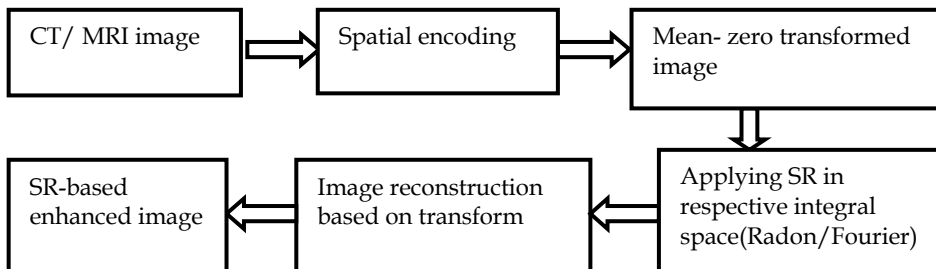 CT/ MRI image
Spatial encoding
Mean- zero transformed
image
Applying SR in
respective integral
space(Radon/Fourier)
Image reconstruction
based on transform
SR-based
enhanced image